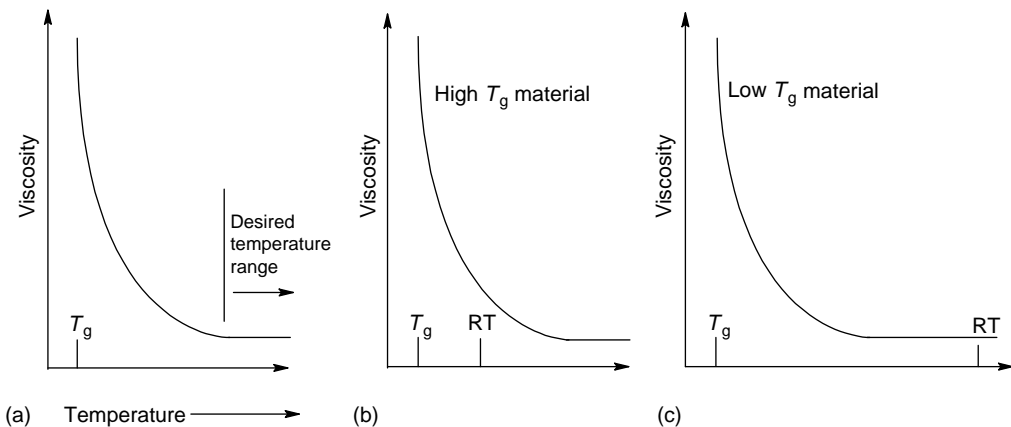 Viscosity
Desired
temperature
range
Tg
(a) Temperature
Viscosity
High Tg material
Tg RT
(b)
Viscosity
Low Tg material
Tg RT
(c)